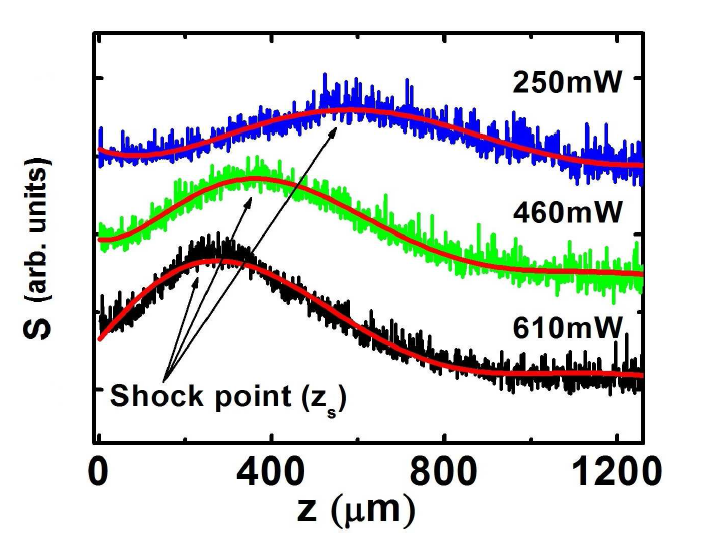 250mW
460mW
610mW
Shock point (zs)
S (arb. units)
0 400 800 1200
z (μm)